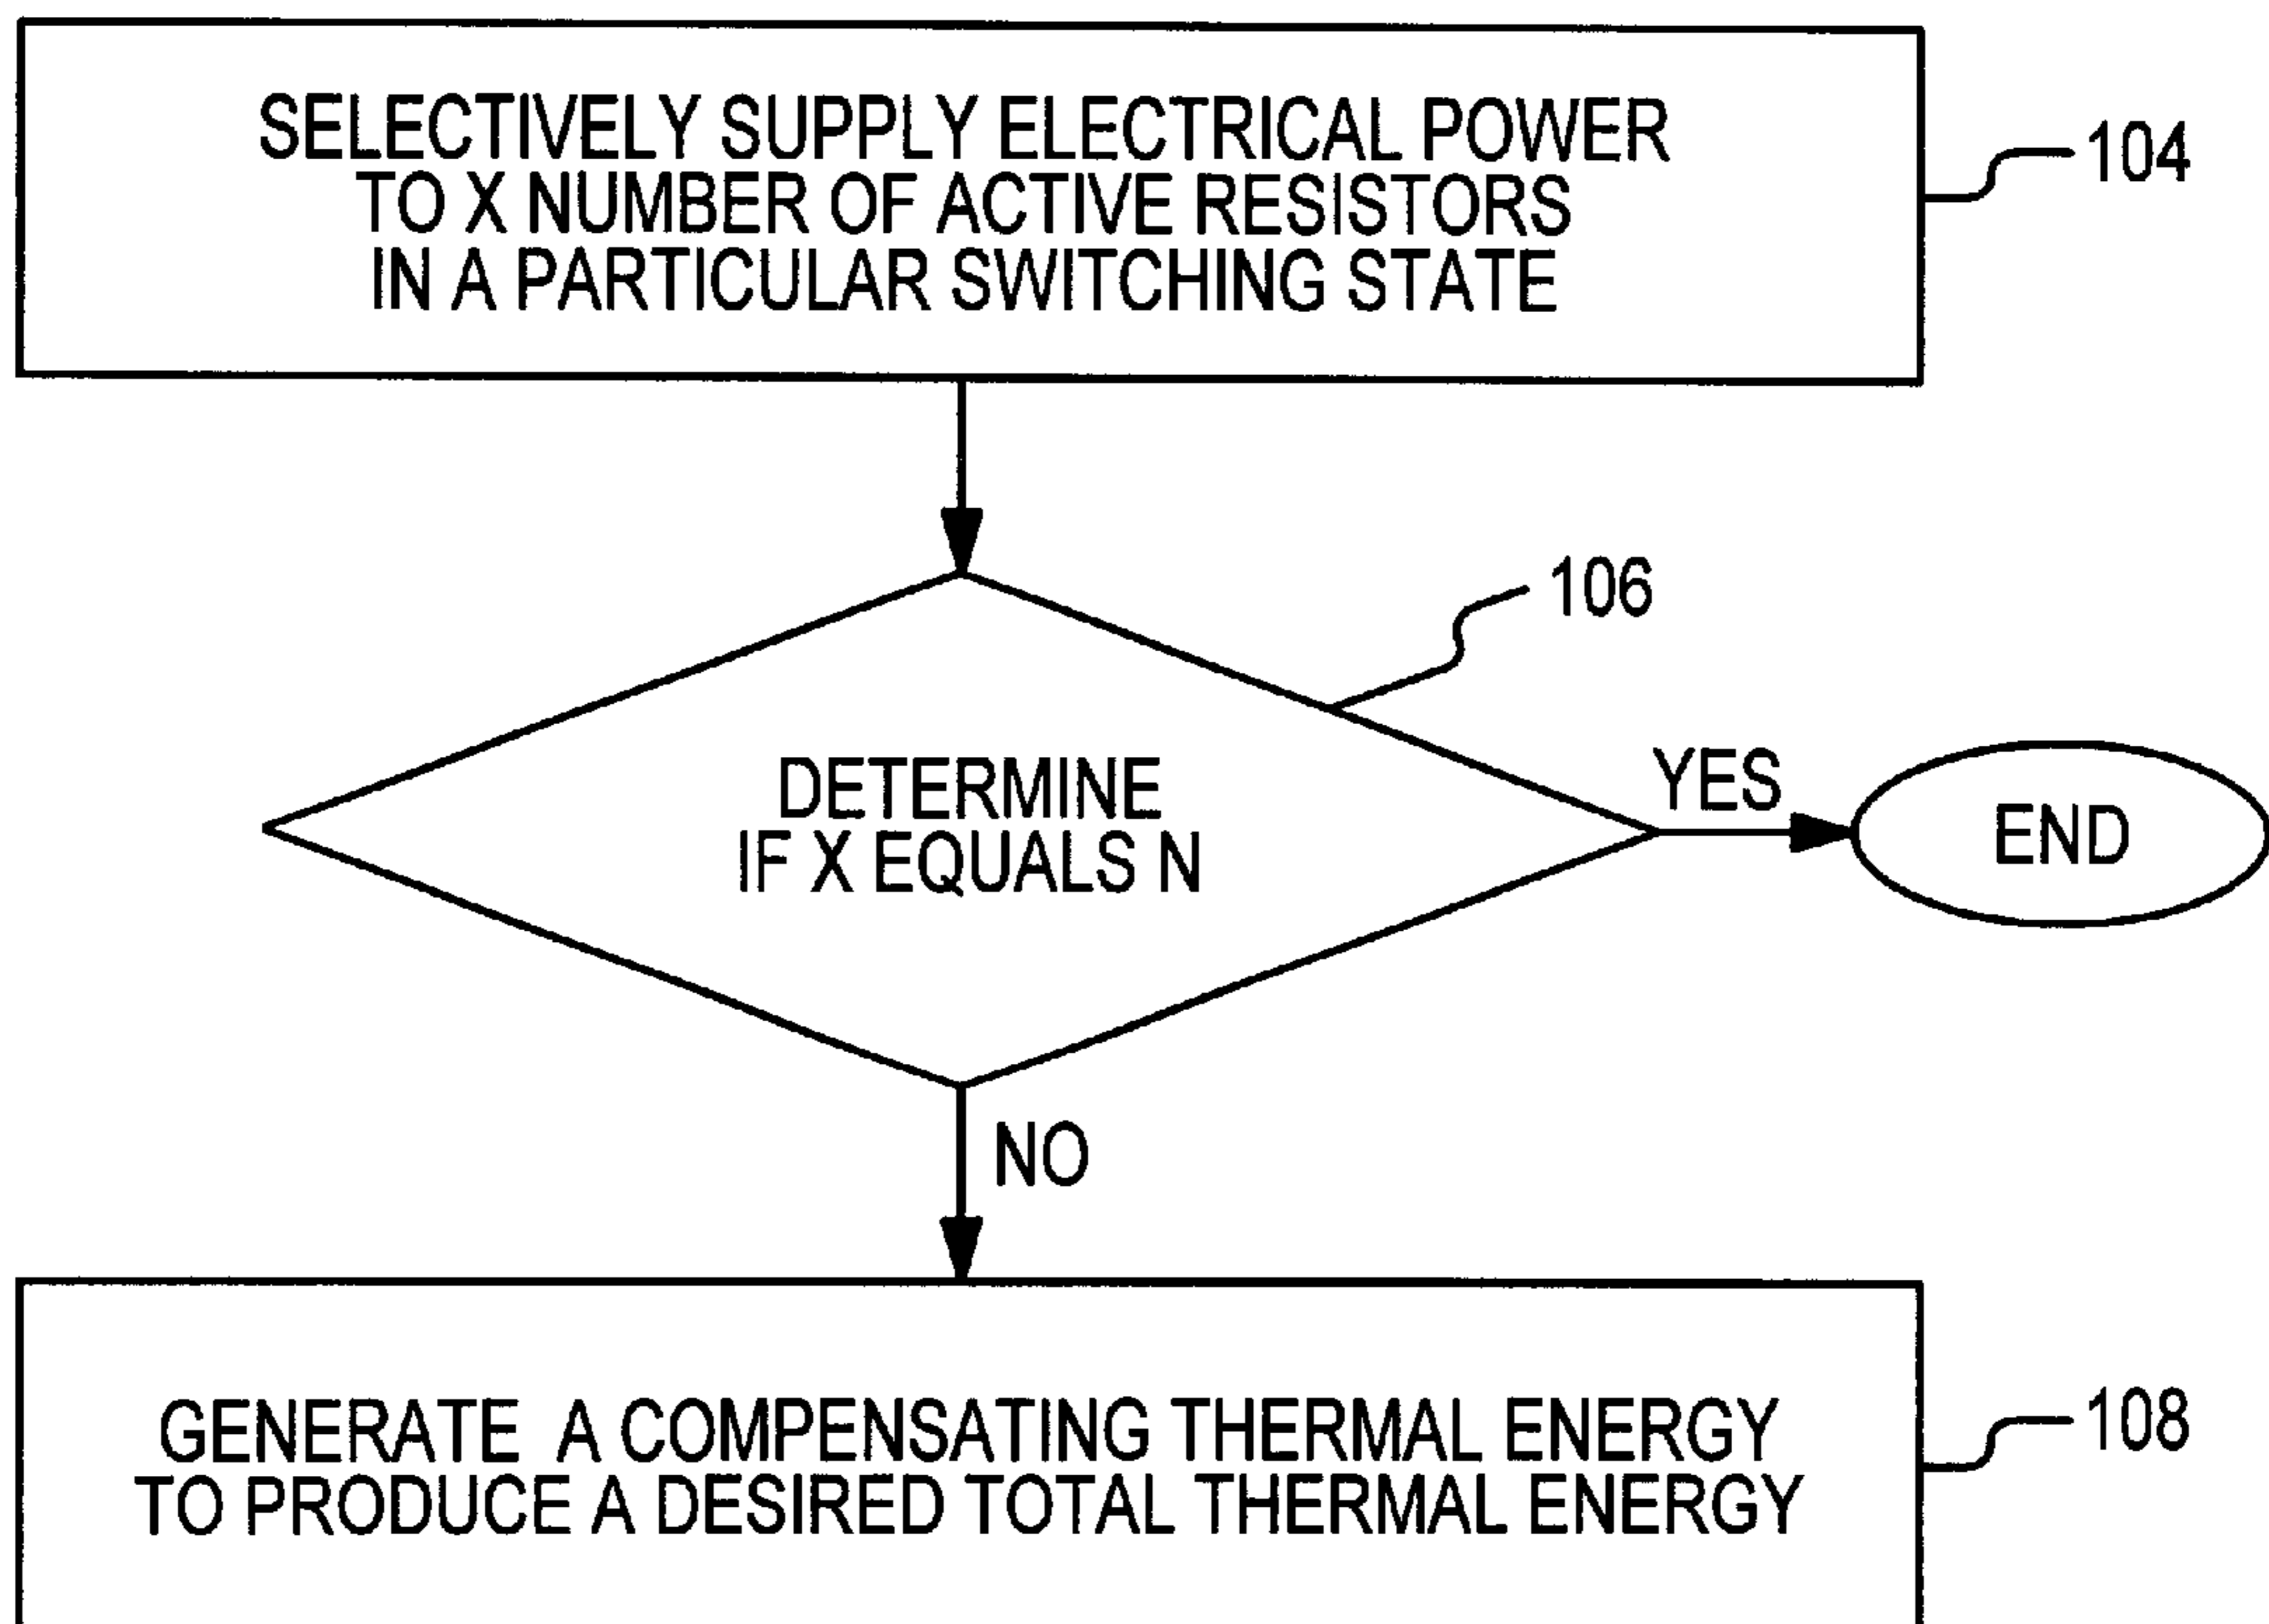 SELECTIVELY SUPPLY ELECTRICAL POWER
TO X NUMBER OF ACTIVE RESISTORS
IN A PARTICULAR SWITCHING STATE
104
106
DETERMINE
IF X EQUALS N
YES
END
NO
GENERATE A COMPENSATING THERMAL ENERGY
TO PRODUCE A DESIRED TOTAL THERMAL ENERGY
108